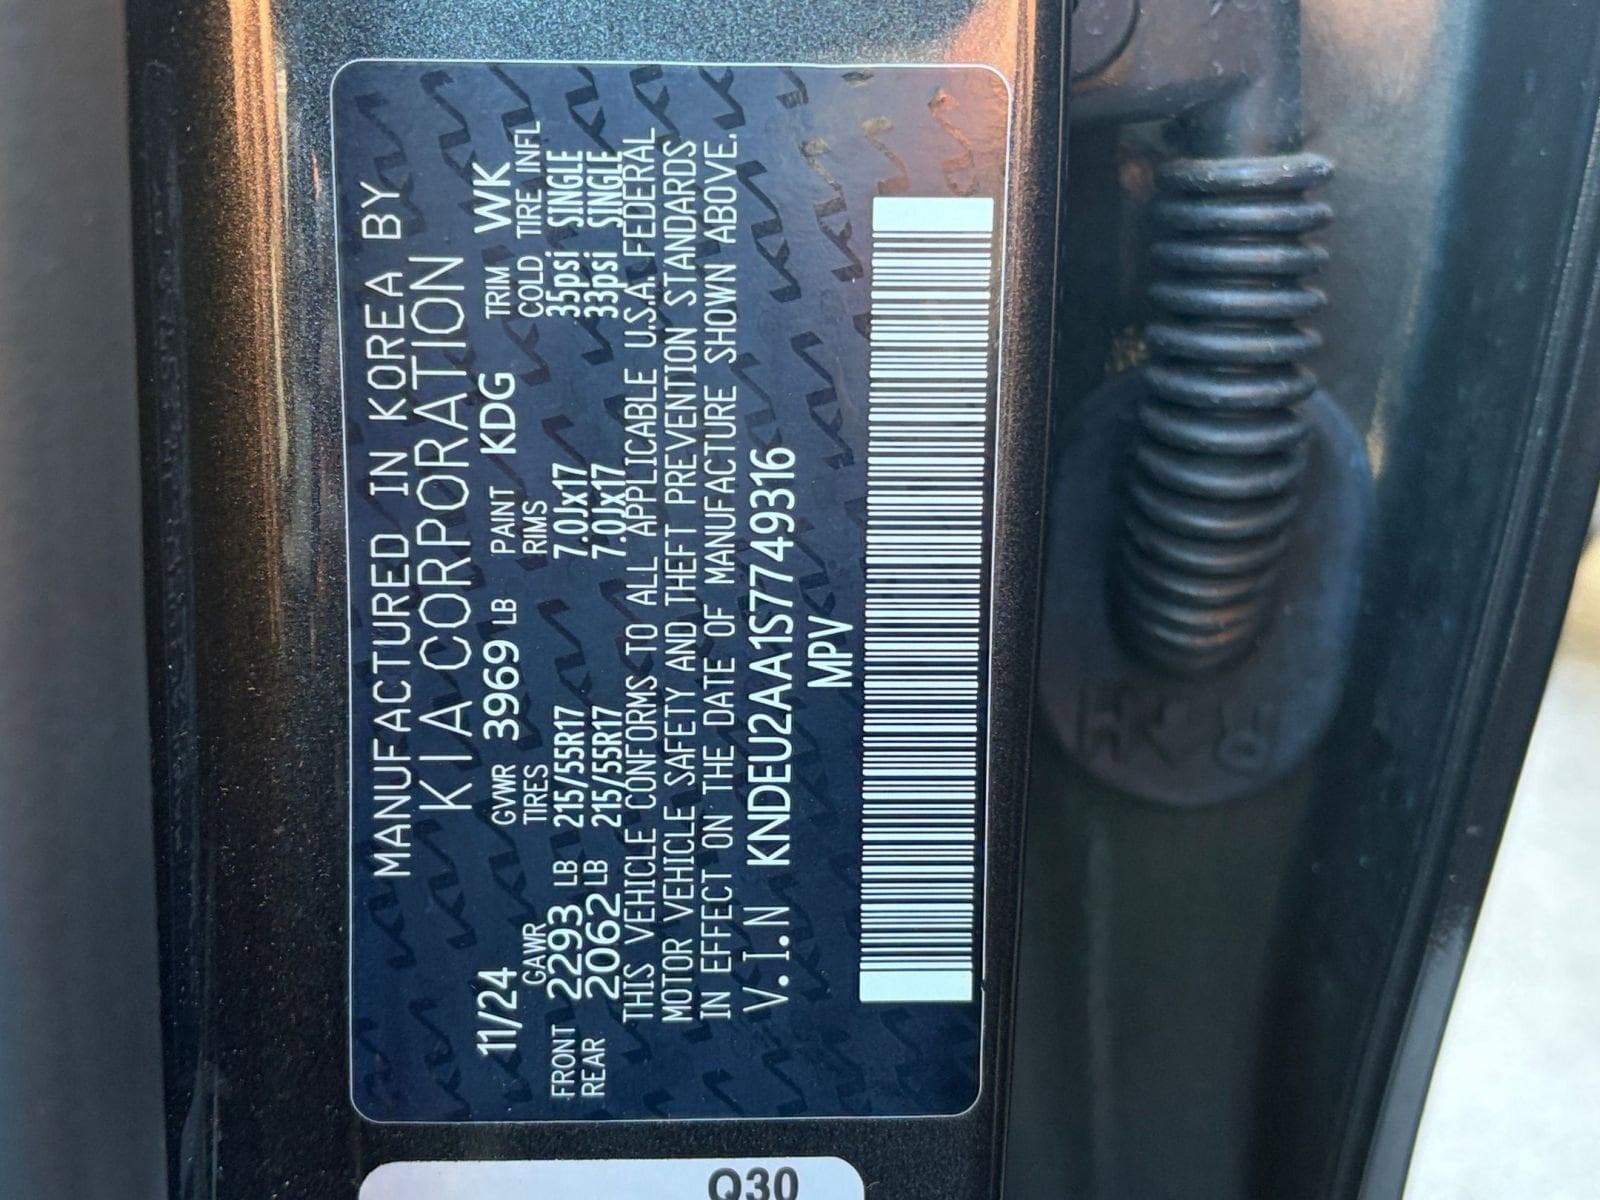 MANUFACTURED IN KOREA BY
KIA CORPORATION
11/24 GVWR 3969 LB PAINT KDG TRIM WK
GAWR TIRES RIMS COLD TIRE INFL
FRONT 2293 LB 215/55R17 7.0Jx17 35psi SINGLE
REAR 2062 LB 215/55R17 7.0Jx17 33psi SINGLE
THIS VEHICLE CONFORMS TO ALL APPLICABLE U.S.A. FEDERAL
MOTOR VEHICLE SAFETY AND THEFT PREVENTION STANDARDS
IN EFFECT ON THE DATE OF MANUFACTURE SHOWN ABOVE.
V.I.N KNDEU2AA1S7749316
MPV
Q30